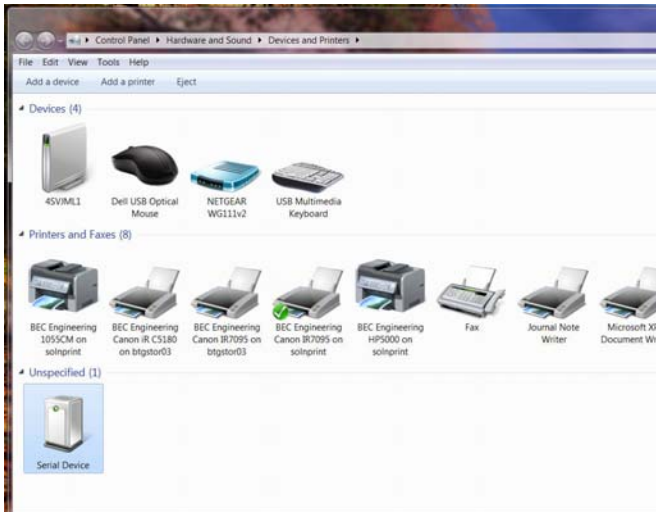 Control Panel ▸ Hardware and Sound ▸ Devices and Printers ▸
File Edit View Tools Help
Add a device Add a printer Eject
Devices (4)
4SVJML1
Dell USB Optical
Mouse
NETGEAR
WG111v2
USB Multimedia
Keyboard
Printers and Faxes (8)
BEC Engineering
1055CM on
solnprint
BEC Engineering
Canon iR C5180
on btgstor03
BEC Engineering
Canon IR7095 on
btgstor03
BEC Engineering
Canon IR7095 on
solnprint
BEC Engineering
HP5000 on
solnprint
Fax
Journal Note
Writer
Microsoft XP
Document Wr
Unspecified (1)
Serial Device